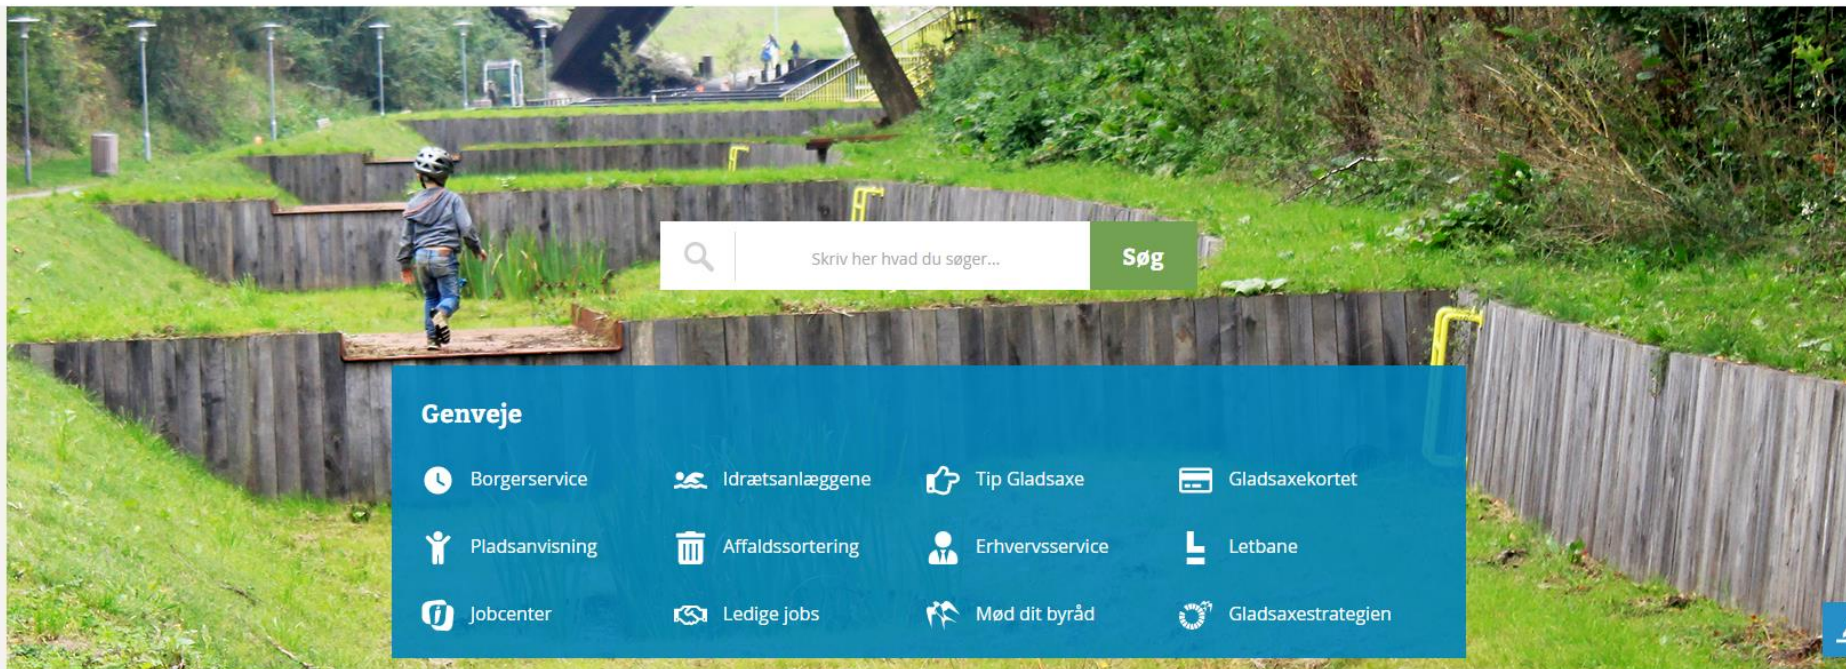 Skriv her hvad du søger...
Søg
Genveje
Borgerservice
Idrætsanlæggene
Tip Gladsaxe
Gladsaxekortet
Pladsanvisning
Affaldssortering
Erhvervsservice
Letbane
Jobcenter
Ledige jobs
Mød dit byråd
Gladsaxestrategien